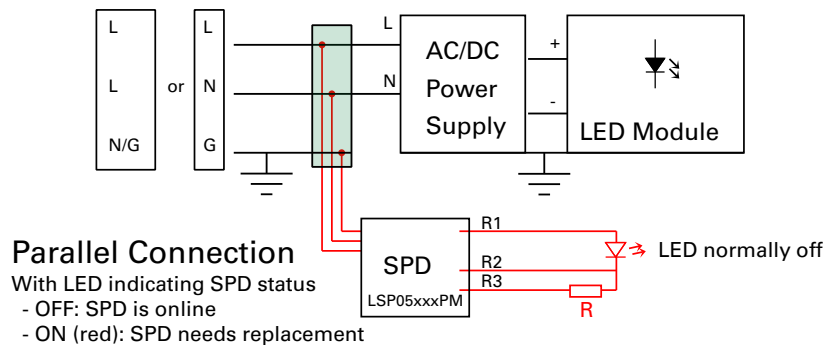 L
L
N/G
or
L
N
G
L
N
AC/DC
Power
Supply
+
-
LED Module
SPD
LSP05xxxPM
R1
R2
R3
R
LED normally off
Parallel Connection
With LED indicating SPD status
- OFF: SPD is online
- ON (red): SPD needs replacement